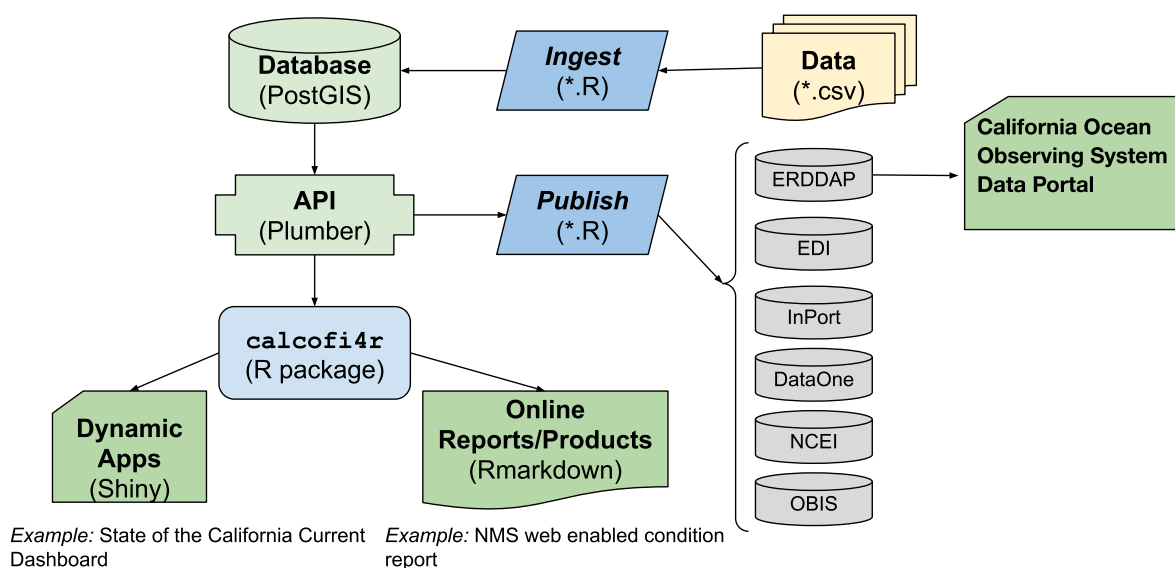 Database
(PostGIS)
Ingest
(*.R)
Data
(*.csv)
California Ocean
Observing System
Data Portal
API
(Plumber)
Publish
(*.R)
ERDDAP
EDI
InPort
DataOne
NCEI
OBIS
calcofi4r
(R package)
Dynamic
Apps
(Shiny)
Online
Reports/Products
(Rmarkdown)
Example: State of the California Current
Dashboard
Example: NMS web enabled condition
report